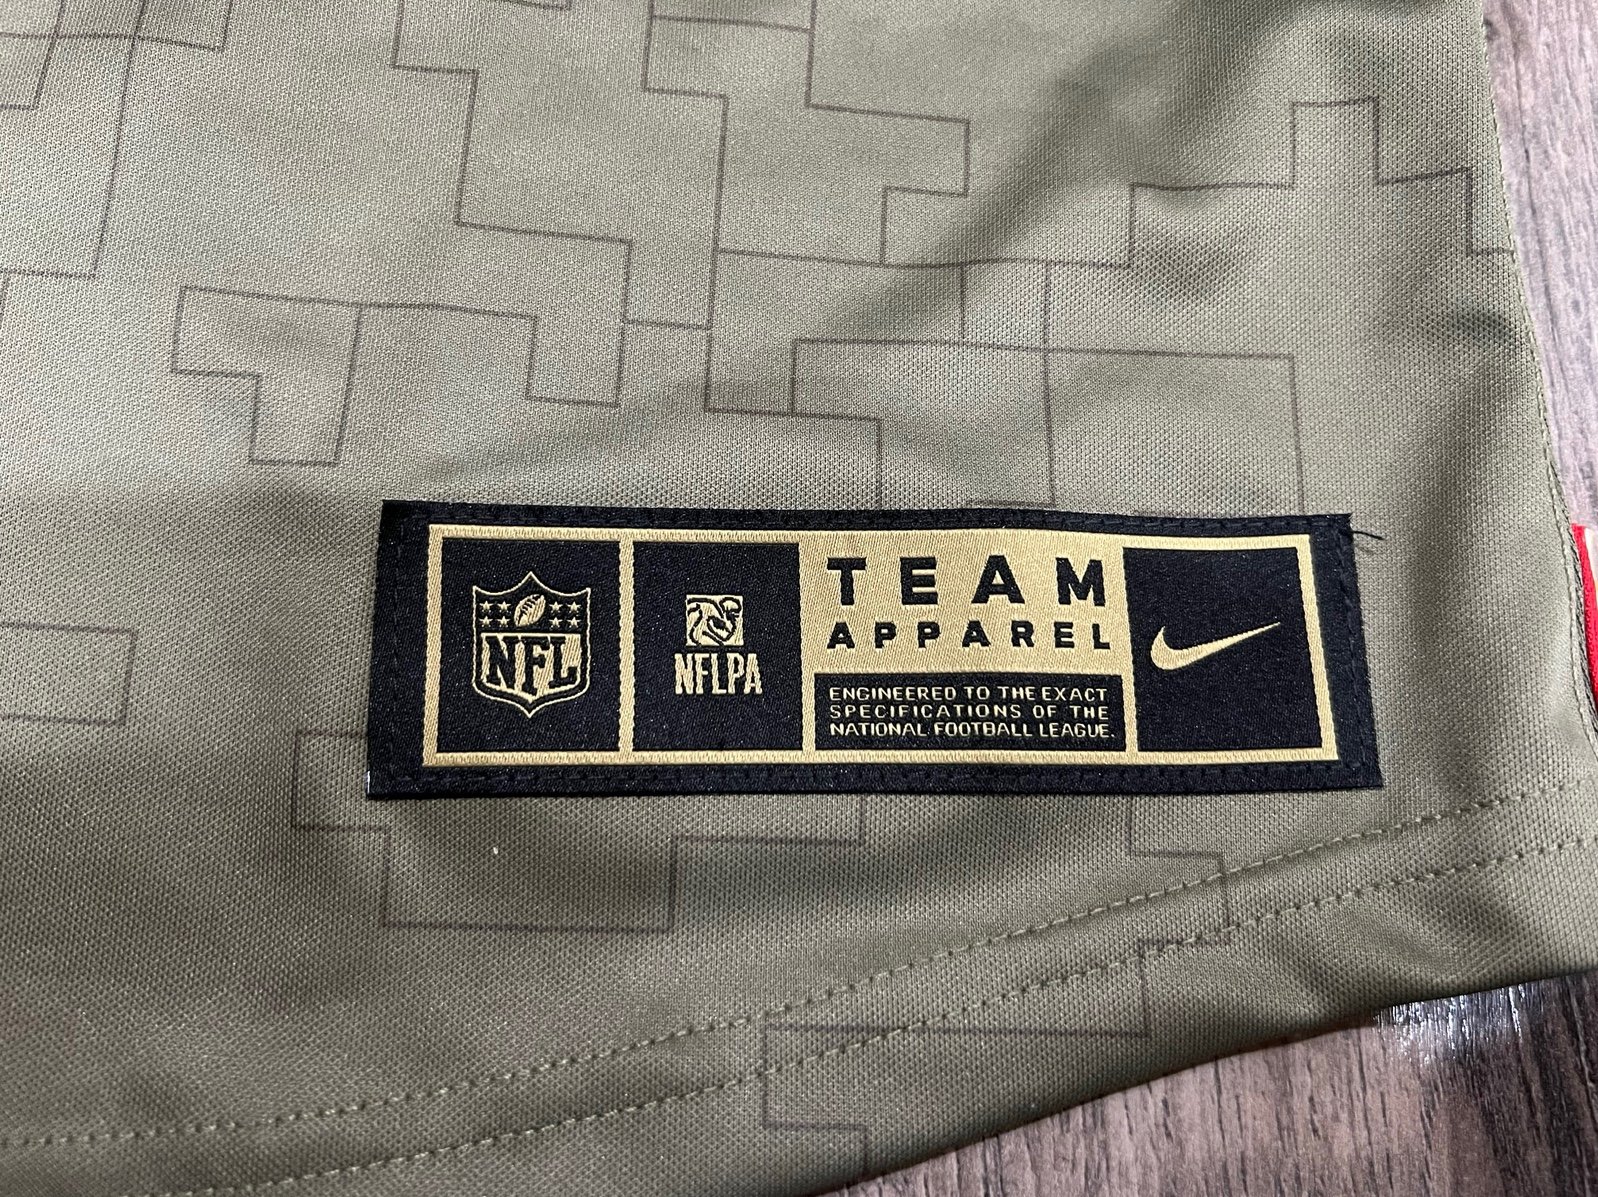 NFL
NFLPA
TEAM
APPAREL
ENGINEERED TO THE EXACT
SPECIFICATIONS OF THE
NATIONAL FOOTBALL LEAGUE.